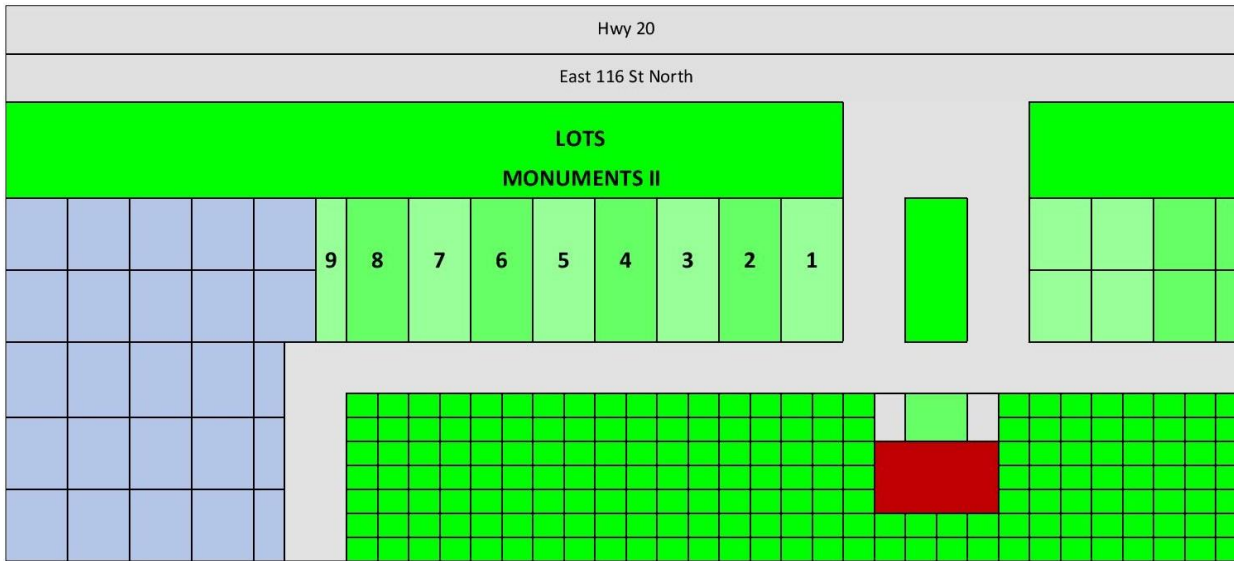 Hwy 20
East 116 St North
LOTS
MONUMENTS II
9 8 7 6 5 4 3 2 1